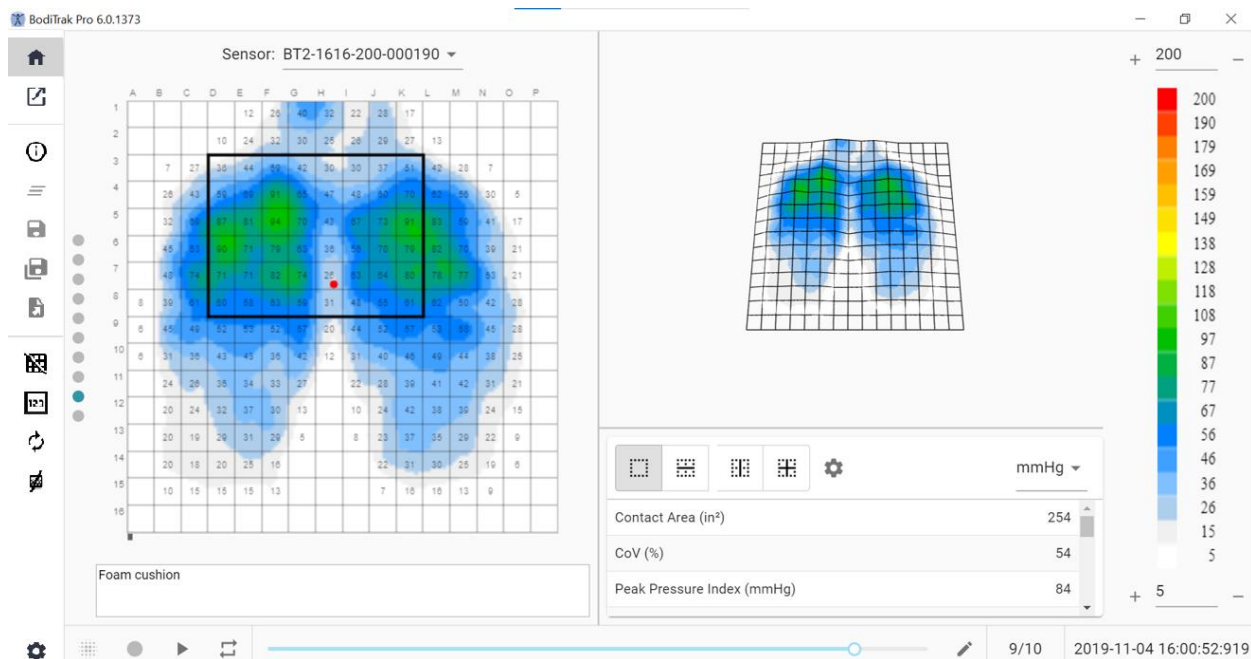 BodiTrak Pro 6.0.1373
Sensor: BT2-1616-200-000190
A B C D E F G H I J K L M N O P
1 12 26 40 32 22 28 17
2 10 24 32 30 26 26 29 27 13
3 7 27 36 44 59 42 30 30 37 51 42 28 7
4 26 43 59 69 91 65 47 48 60 70 62 56 30 5
5 32 59 87 81 94 70 43 67 73 91 83 69 41 17
6 45 63 90 71 79 63 36 56 70 79 82 70 39 21
7 48 74 71 71 82 74 26 63 64 80 78 77 53 21
8 8 39 61 60 58 63 59 31 48 55 61 62 50 42 28
9 6 45 49 52 53 52 57 20 44 52 57 53 58 45 28
10 6 31 36 43 45 36 42 12 31 40 46 49 44 38 25
11 24 26 36 34 33 27 22 28 39 41 42 31 21
12 20 24 32 37 30 13 10 24 42 38 39 24 15
13 20 19 29 31 29 5 8 23 37 35 29 22 9
14 20 18 20 25 16 22 31 30 25 19 6
15 10 15 15 15 13 7 16 16 13 9
16
Foam cushion
mmHg
Contact Area (in²) 254
CoV (%) 54
Peak Pressure Index (mmHg) 84
+ 200 −
200
190
179
169
159
149
138
128
118
108
97
87
77
67
56
46
36
26
15
5
+ 5 −
123
9/10
2019-11-04 16:00:52:919